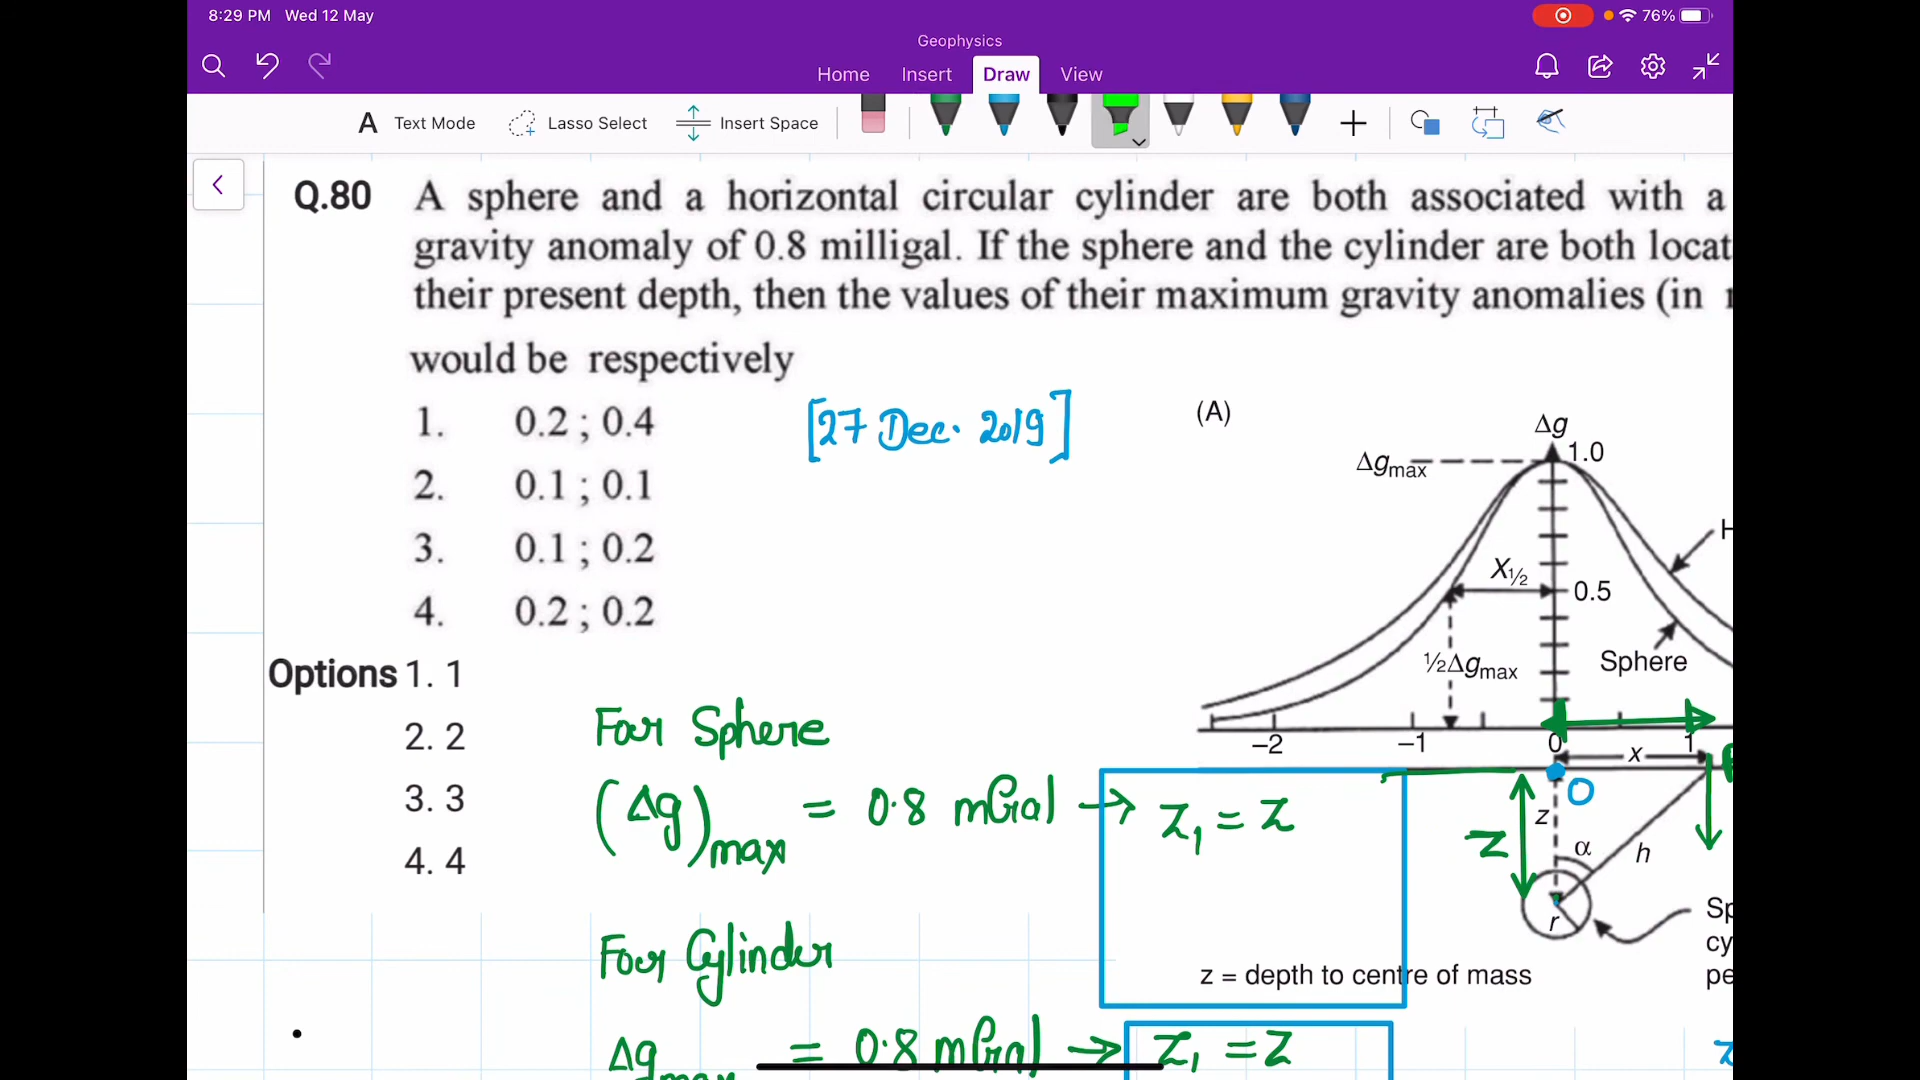 8:29 PM Wed 12 May
76%
Geophysics
Home Insert Draw View
A Text Mode Lasso Select Insert Space
Q.80 A sphere and a horizontal circular cylinder are both associated with a
gravity anomaly of 0.8 milligal. If the sphere and the cylinder are both locat
their present depth, then the values of their maximum gravity anomalies (in
would be respectively
1. 0.2 ; 0.4
[27 Dec. 2019]
2. 0.1 ; 0.1
3. 0.1 ; 0.2
4. 0.2 ; 0.2
Options 1. 1
2. 2
3. 3
4. 4
(A)
Δg
1.0
Δgmax
H
X½
0.5
½Δgmax
Sphere
-2 -1 0 1
x
O
z
Z
α
h
r
Sp
cy
pe
z = depth to centre of mass
For Sphere
(Δg)max = 0.8 mGal → Z₁ = Z
For Cylinder
Δgmax = 0.8 mGal → Z₁ = Z